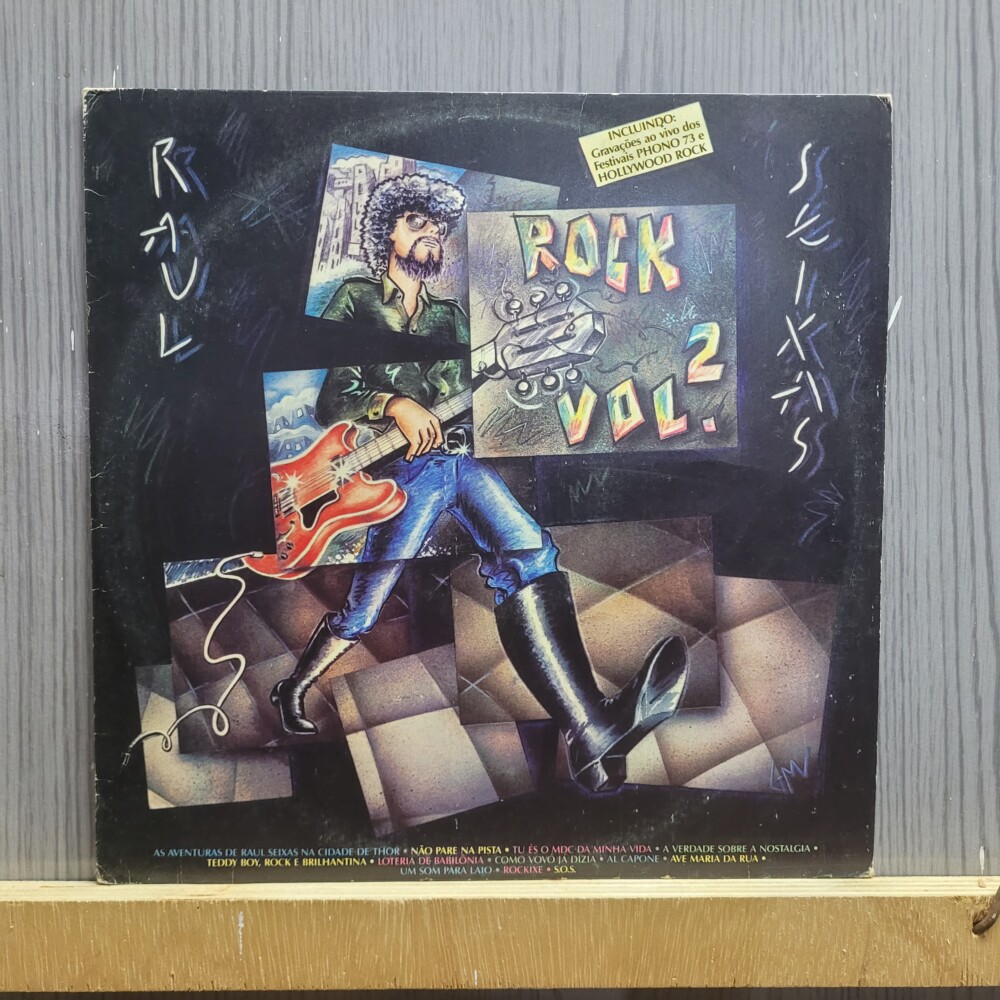 RAUL
SEIXAS
INCLUINDO:
Gravações ao vivo dos
Festivais PHONO 73 e
HOLLYWOOD ROCK
ROCK
VOL. 2
AS AVENTURAS DE RAUL SEIXAS NA CIDADE DE THOR • NÃO PARE NA PISTA • TU ÉS O MDC DA MINHA VIDA • A VERDADE SOBRE A NOSTALGIA •
TEDDY BOY, ROCK E BRILHANTINA • LOTERIA DE BABILÔNIA • COMO VOVÓ JÁ DIZIA • AL CAPONE • AVE MARIA DA RUA •
UM SOM PARA LAIO • ROCKIXE • S.O.S.